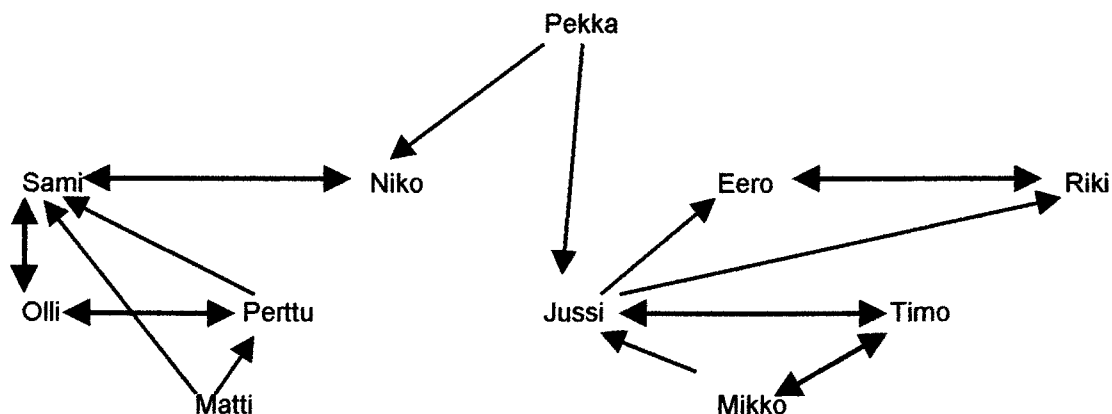 Pekka
Sami Niko Eero Riki
Olli Perttu Jussi Timo
Matti Mikko